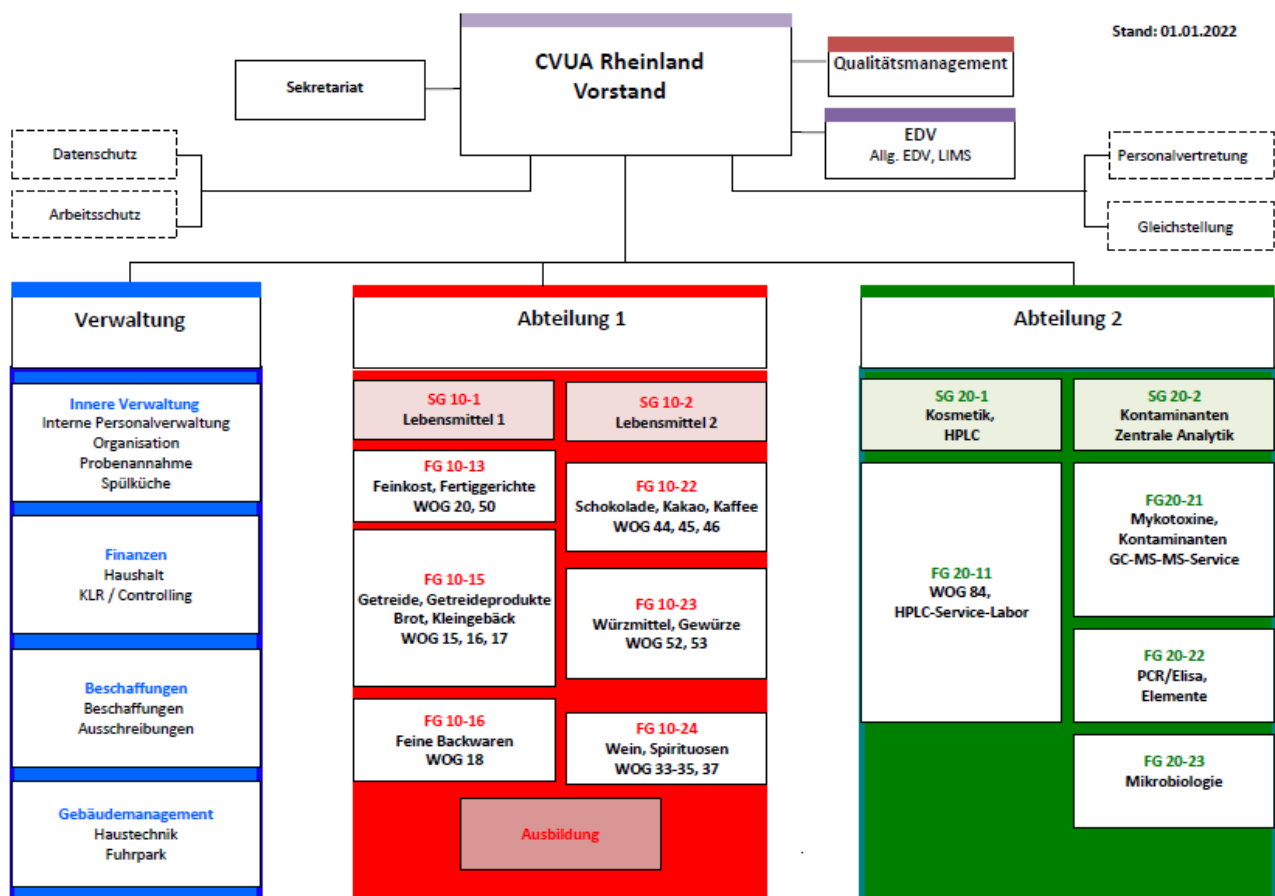 Stand: 01.01.2022
CVUA Rheinland
Vorstand
Sekretariat
Qualitätsmanagement
EDV
Allg. EDV, LIMS
Datenschutz
Arbeitsschutz
Personalvertretung
Gleichstellung
Verwaltung
Innere Verwaltung
Interne Personalverwaltung
Organisation
Probenannahme
Spülküche
Finanzen
Haushalt
KLR / Controlling
Beschaffungen
Beschaffungen
Ausschreibungen
Gebäudemanagement
Haustechnik
Fuhrpark
Abteilung 1
SG 10-1
Lebensmittel 1
FG 10-13
Feinkost, Fertiggerichte
WOG 20, 50
FG 10-15
Getreide, Getreideprodukte
Brot, Kleingebäck
WOG 15, 16, 17
FG 10-16
Feine Backwaren
WOG 18
SG 10-2
Lebensmittel 2
FG 10-22
Schokolade, Kakao, Kaffee
WOG 44, 45, 46
FG 10-23
Würzmittel, Gewürze
WOG 52, 53
FG 10-24
Wein, Spirituosen
WOG 33-35, 37
Ausbildung
Abteilung 2
SG 20-1
Kosmetik,
HPLC
FG 20-11
WOG 84,
HPLC-Service-Labor
SG 20-2
Kontaminanten
Zentrale Analytik
FG20-21
Mykotoxine,
Kontaminanten
GC-MS-MS-Service
FG 20-22
PCR/Elisa,
Elemente
FG 20-23
Mikrobiologie